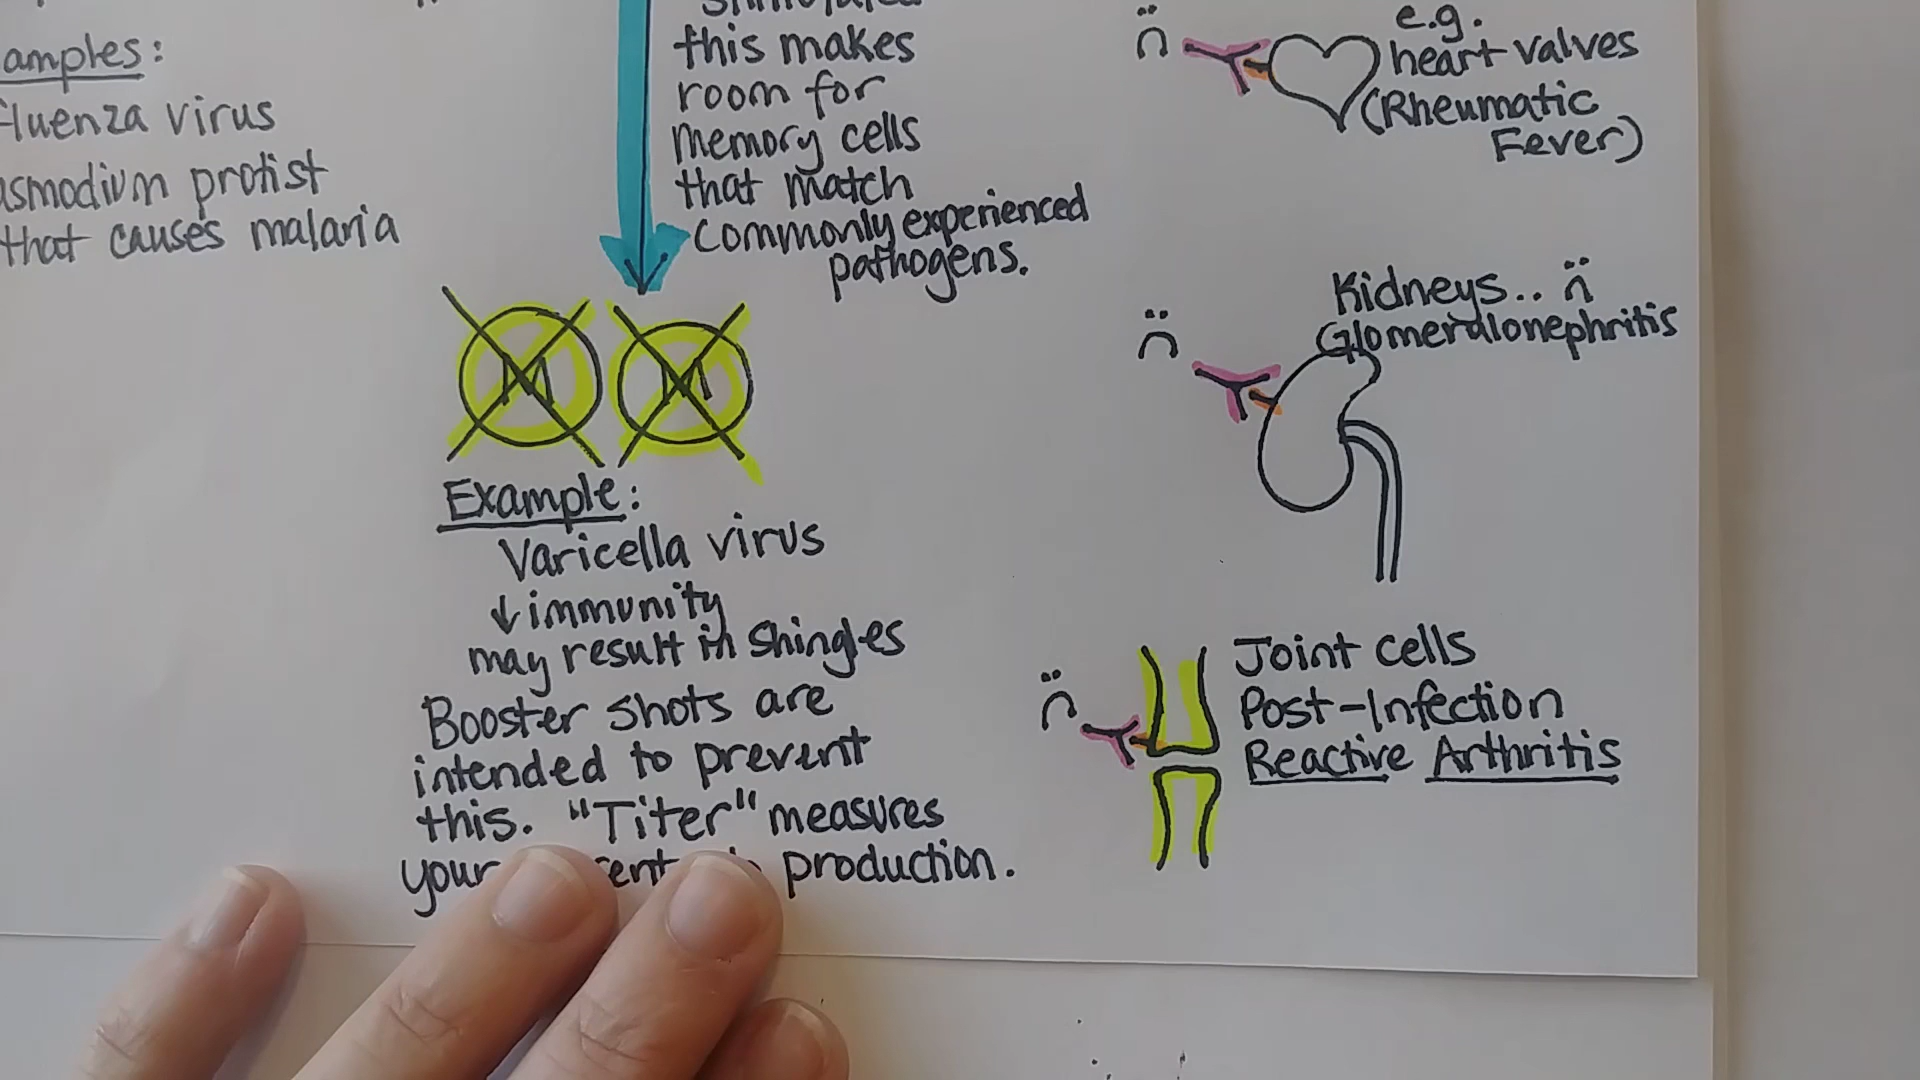 amples:
fluenza virus
asmodium protist
that causes malaria
this makes
room for
memory cells
that match
commonly experienced
pathogens.
M M
Example:
Varicella virus
↓ immunity
may result in shingles
Booster shots are
intended to prevent
this. "Titer" measures
your production.
e.g.
heart valves
(Rheumatic
Fever)
Kidneys..
Glomerulonephritis
Joint cells
Post-Infection
Reactive Arthritis